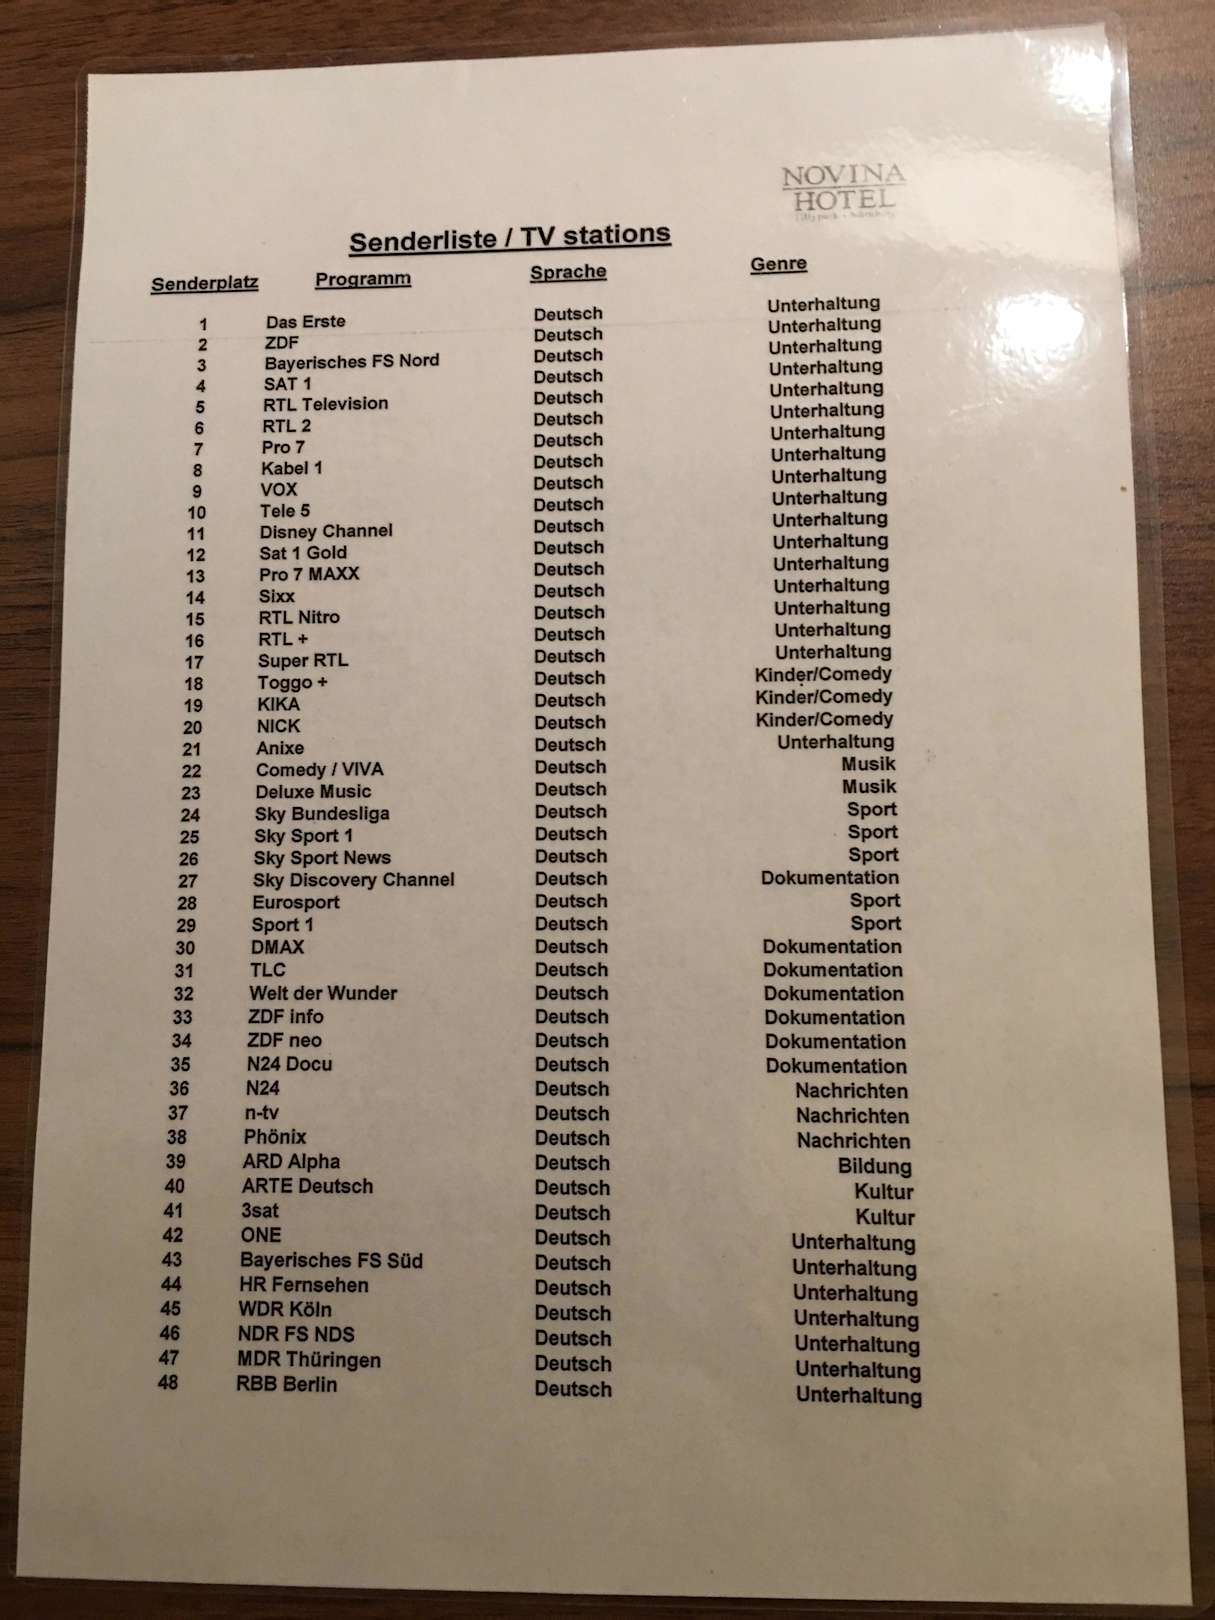 NOVINA
HOTEL
Senderliste / TV stations
Senderplatz Programm Sprache Genre
1 Das Erste Deutsch Unterhaltung
2 ZDF Deutsch Unterhaltung
3 Bayerisches FS Nord Deutsch Unterhaltung
4 SAT 1 Deutsch Unterhaltung
5 RTL Television Deutsch Unterhaltung
6 RTL 2 Deutsch Unterhaltung
7 Pro 7 Deutsch Unterhaltung
8 Kabel 1 Deutsch Unterhaltung
9 VOX Deutsch Unterhaltung
10 Tele 5 Deutsch Unterhaltung
11 Disney Channel Deutsch Unterhaltung
12 Sat 1 Gold Deutsch Unterhaltung
13 Pro 7 MAXX Deutsch Unterhaltung
14 Sixx Deutsch Unterhaltung
15 RTL Nitro Deutsch Unterhaltung
16 RTL + Deutsch Unterhaltung
17 Super RTL Deutsch Unterhaltung
18 Toggo + Deutsch Kinder/Comedy
19 KIKA Deutsch Kinder/Comedy
20 NICK Deutsch Kinder/Comedy
21 Anixe Deutsch Unterhaltung
22 Comedy / VIVA Deutsch Musik
23 Deluxe Music Deutsch Musik
24 Sky Bundesliga Deutsch Sport
25 Sky Sport 1 Deutsch Sport
26 Sky Sport News Deutsch Sport
27 Sky Discovery Channel Deutsch Dokumentation
28 Eurosport Deutsch Sport
29 Sport 1 Deutsch Sport
30 DMAX Deutsch Dokumentation
31 TLC Deutsch Dokumentation
32 Welt der Wunder Deutsch Dokumentation
33 ZDF info Deutsch Dokumentation
34 ZDF neo Deutsch Dokumentation
35 N24 Docu Deutsch Dokumentation
36 N24 Deutsch Nachrichten
37 n-tv Deutsch Nachrichten
38 Phönix Deutsch Nachrichten
39 ARD Alpha Deutsch Bildung
40 ARTE Deutsch Deutsch Kultur
41 3sat Deutsch Kultur
42 ONE Deutsch Unterhaltung
43 Bayerisches FS Süd Deutsch Unterhaltung
44 HR Fernsehen Deutsch Unterhaltung
45 WDR Köln Deutsch Unterhaltung
46 NDR FS NDS Deutsch Unterhaltung
47 MDR Thüringen Deutsch Unterhaltung
48 RBB Berlin Deutsch Unterhaltung